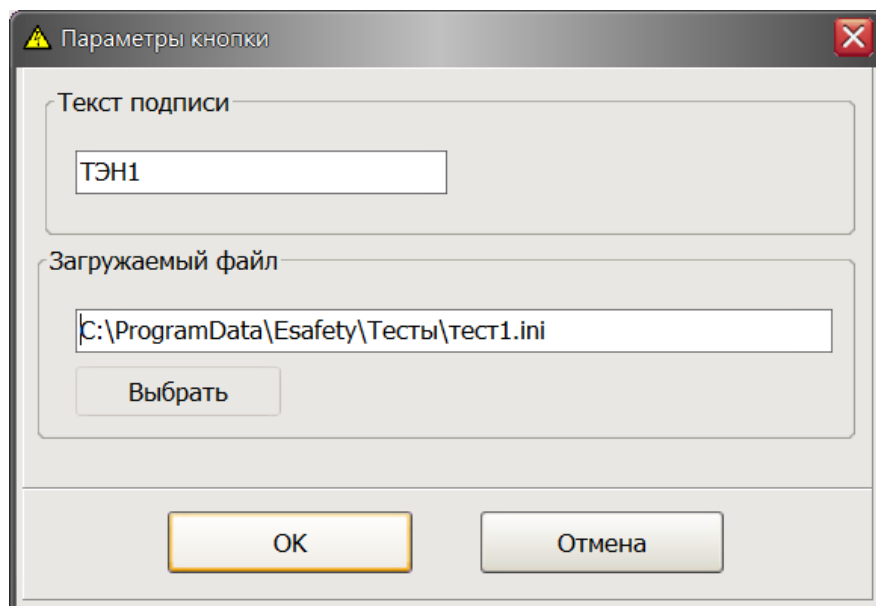 Параметры кнопки
Текст подписи
ТЭН1
Загружаемый файл
C:\ProgramData\Esafety\Тесты\тест1.ini
Выбрать
OK
Отмена